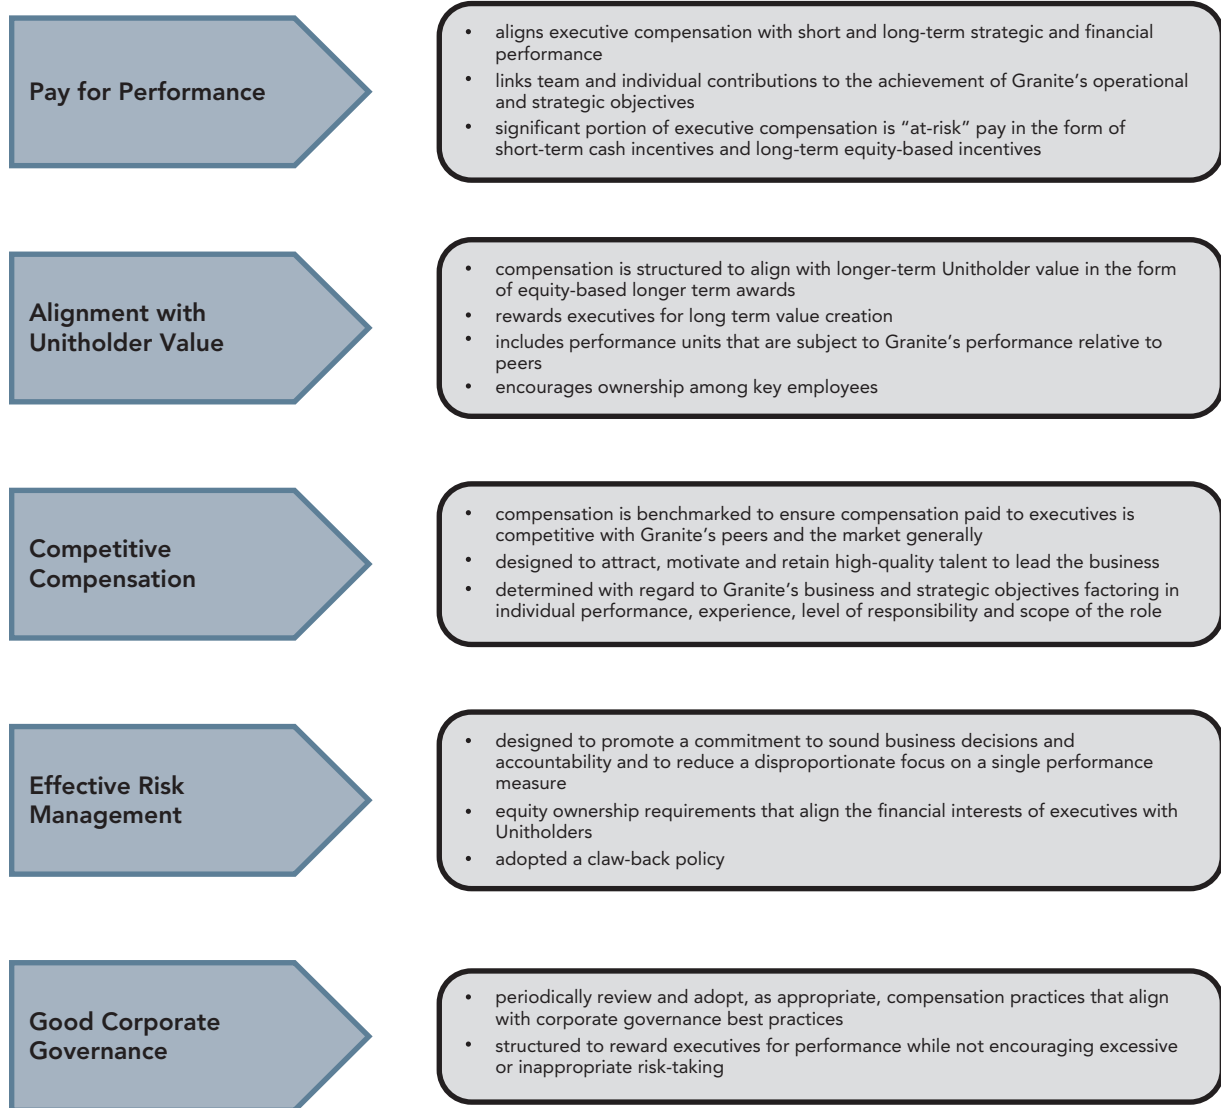 Pay for Performance
• aligns executive compensation with short and long-term strategic and financial
performance
• links team and individual contributions to the achievement of Granite’s operational
and strategic objectives
• significant portion of executive compensation is “at-risk” pay in the form of
short-term cash incentives and long-term equity-based incentives
Alignment with
Unitholder Value
• compensation is structured to align with longer-term Unitholder value in the form
of equity-based longer term awards
• rewards executives for long term value creation
• includes performance units that are subject to Granite’s performance relative to
peers
• encourages ownership among key employees
Competitive
Compensation
• compensation is benchmarked to ensure compensation paid to executives is
competitive with Granite’s peers and the market generally
• designed to attract, motivate and retain high-quality talent to lead the business
• determined with regard to Granite’s business and strategic objectives factoring in
individual performance, experience, level of responsibility and scope of the role
Effective Risk
Management
• designed to promote a commitment to sound business decisions and
accountability and to reduce a disproportionate focus on a single performance
measure
• equity ownership requirements that align the financial interests of executives with
Unitholders
• adopted a claw-back policy
Good Corporate
Governance
• periodically review and adopt, as appropriate, compensation practices that align
with corporate governance best practices
• structured to reward executives for performance while not encouraging excessive
or inappropriate risk-taking